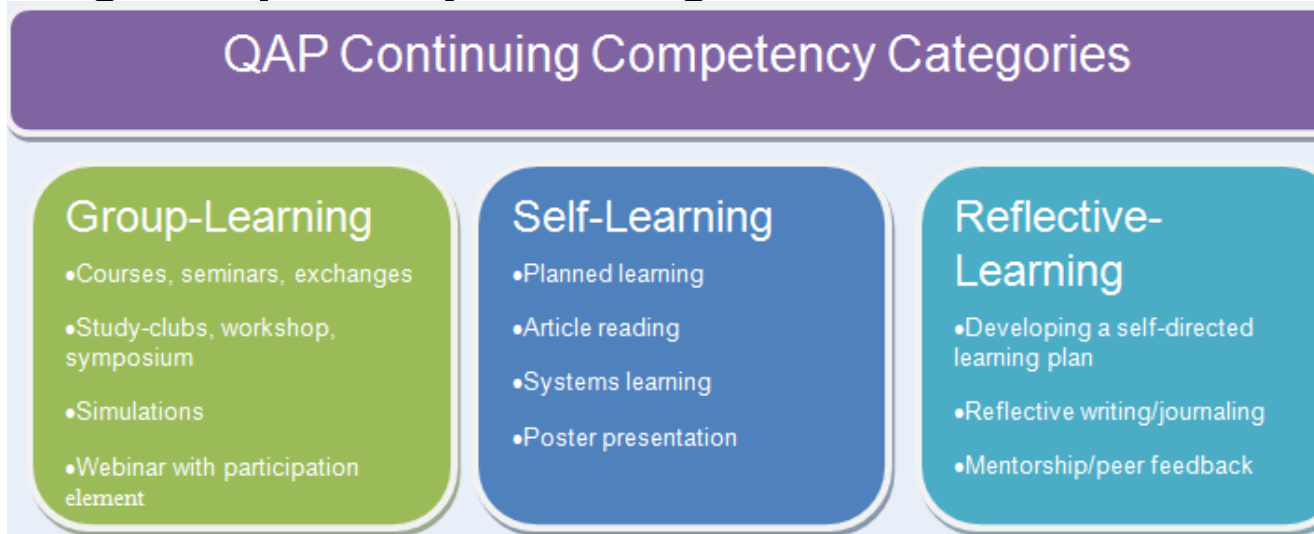 QAP Continuing Competency Categories
Group-Learning
•Courses, seminars, exchanges
•Study-clubs, workshop,
symposium
•Simulations
•Webinar with participation
element
Self-Learning
•Planned learning
•Article reading
•Systems learning
•Poster presentation
Reflective-
Learning
•Developing a self-directed
learning plan
•Reflective writing/journaling
•Mentorship/peer feedback